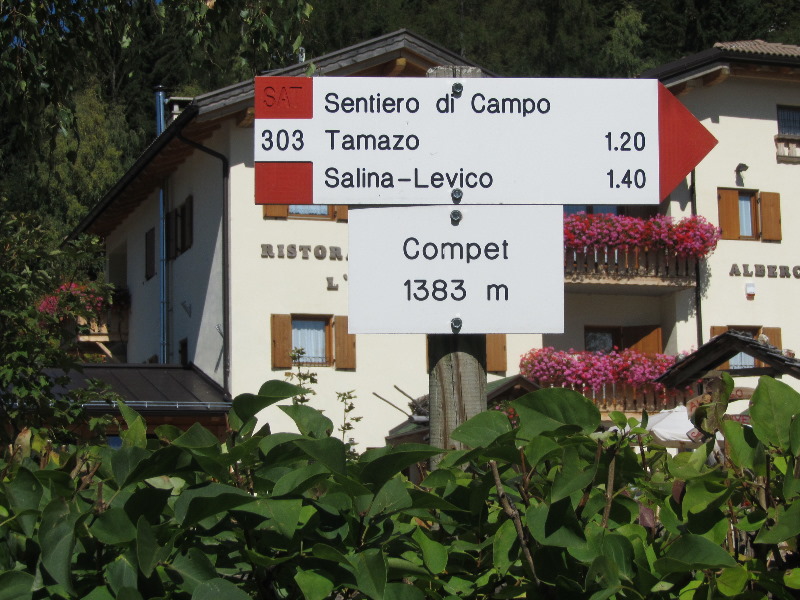 SAT Sentiero di Campo
303 Tamazo 1.20
Salina-Levico 1.40
Compet
1383 m